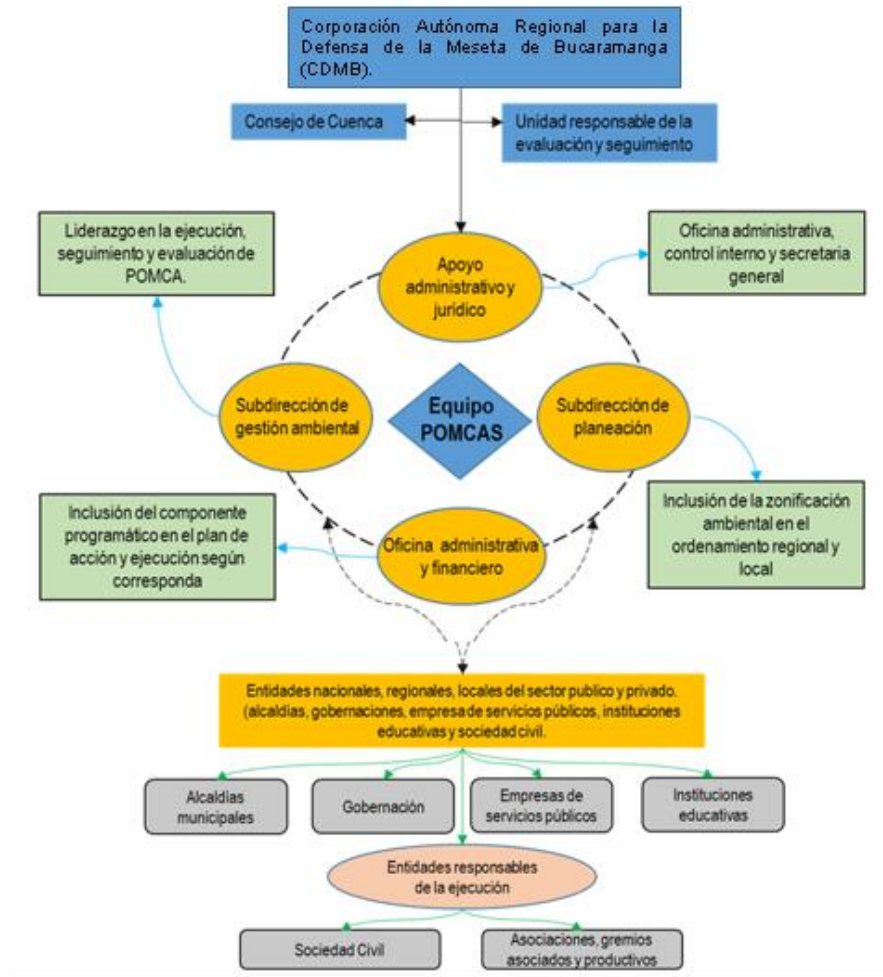 Corporación Autónoma Regional para la
Defensa de la Meseta de Bucaramanga
(CDMB).
Consejo de Cuenca
Unidad responsable de la
evaluación y seguimiento
Liderazgo en la ejecución,
seguimiento y evaluación de
POMCA.
Apoyo
administrativo y
jurídico
Oficina administrativa,
control interno y secretaria
general
Subdirección de
gestión ambiental
Equipo
POMCAS
Subdirección de
planeación
Inclusión del componente
programático en el plan de
acción y ejecución según
corresponda
Oficina administrativa
y financiero
Inclusión de la zonificación
ambiental en el
ordenamiento regional y
local
Entidades nacionales, regionales, locales del sector publico y privado.
(alcaldías, gobernaciones, empresa de servicios públicos, instituciones
educativas y sociedad civil.
Alcaldías
municipales
Gobernación
Empresas de
servicios públicos
Instituciones
educativas
Entidades responsables
de la ejecución
Sociedad Civil
Asociaciones, gremios
asociados y productivos